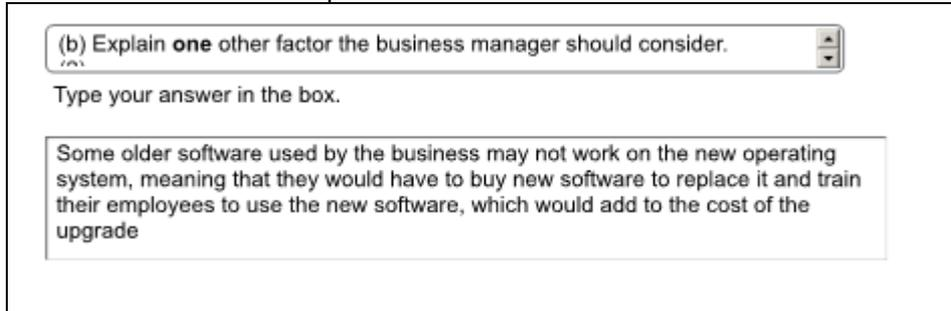 (b) Explain one other factor the business manager should consider.
Type your answer in the box.
Some older software used by the business may not work on the new operating
system, meaning that they would have to buy new software to replace it and train
their employees to use the new software, which would add to the cost of the
upgrade